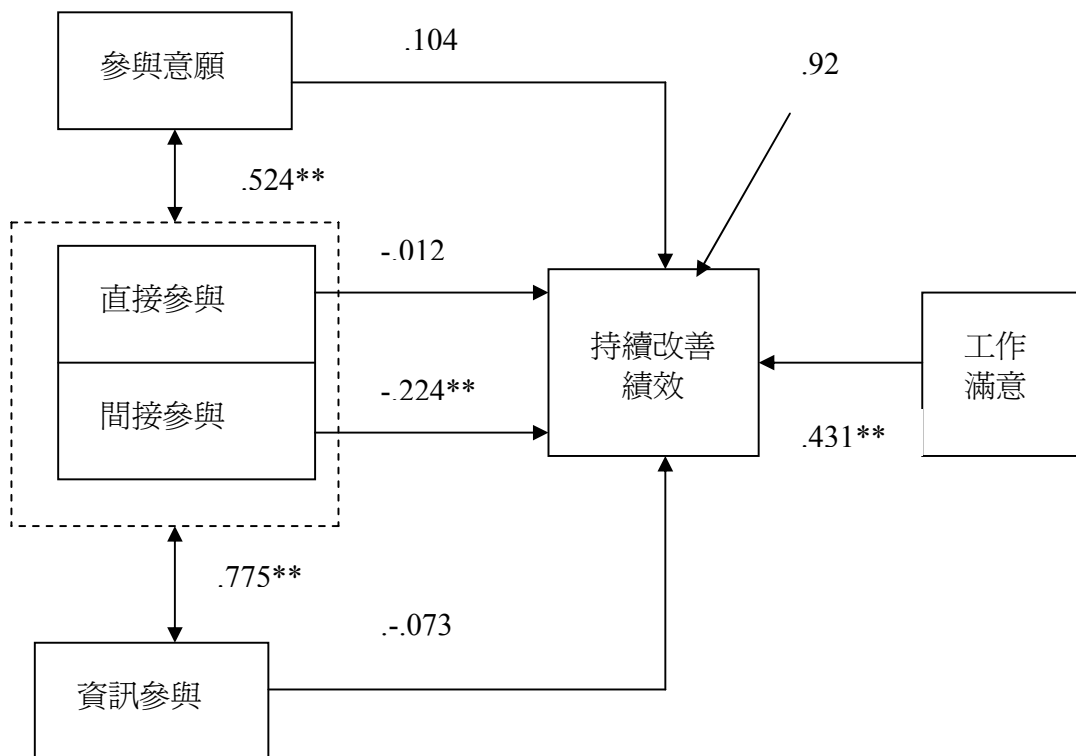 參與意願
.104
.92
.524**
-.012
直接參與
持續改善
績效
工作
滿意
間接參與
-.224**
.431**
.775**
.-.073
資訊參與